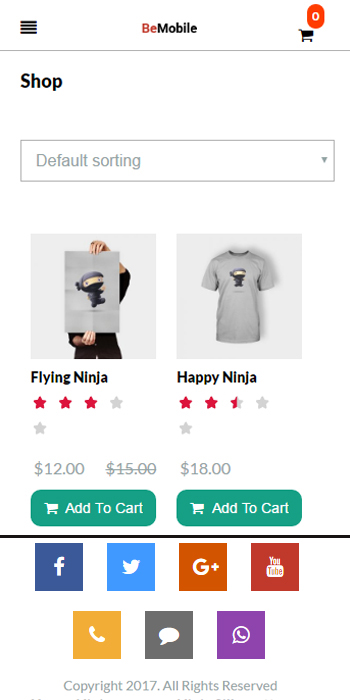 0
BeMobile
Shop
Default sorting
Flying Ninja
Happy Ninja
$12.00 $15.00
$18.00
Add To Cart
Add To Cart
f
G+
You
Tube
Copyright 2017. All Rights Reserved